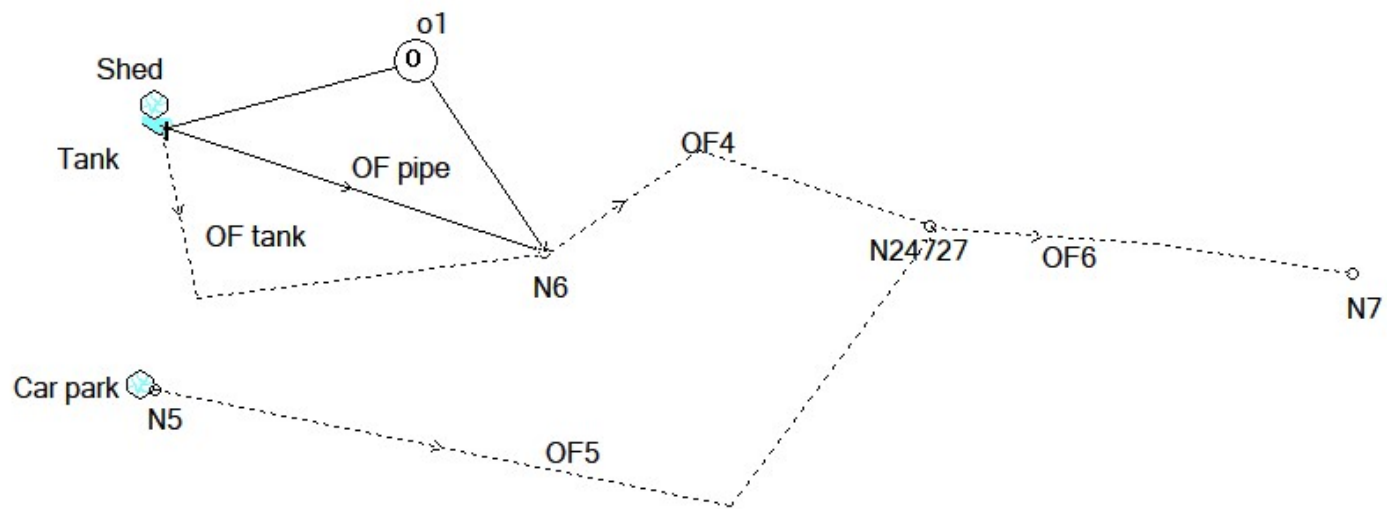 o1
0
Shed
Tank
OF pipe
OF4
OF tank
N24727
OF6
N6
N7
Car park
N5
OF5